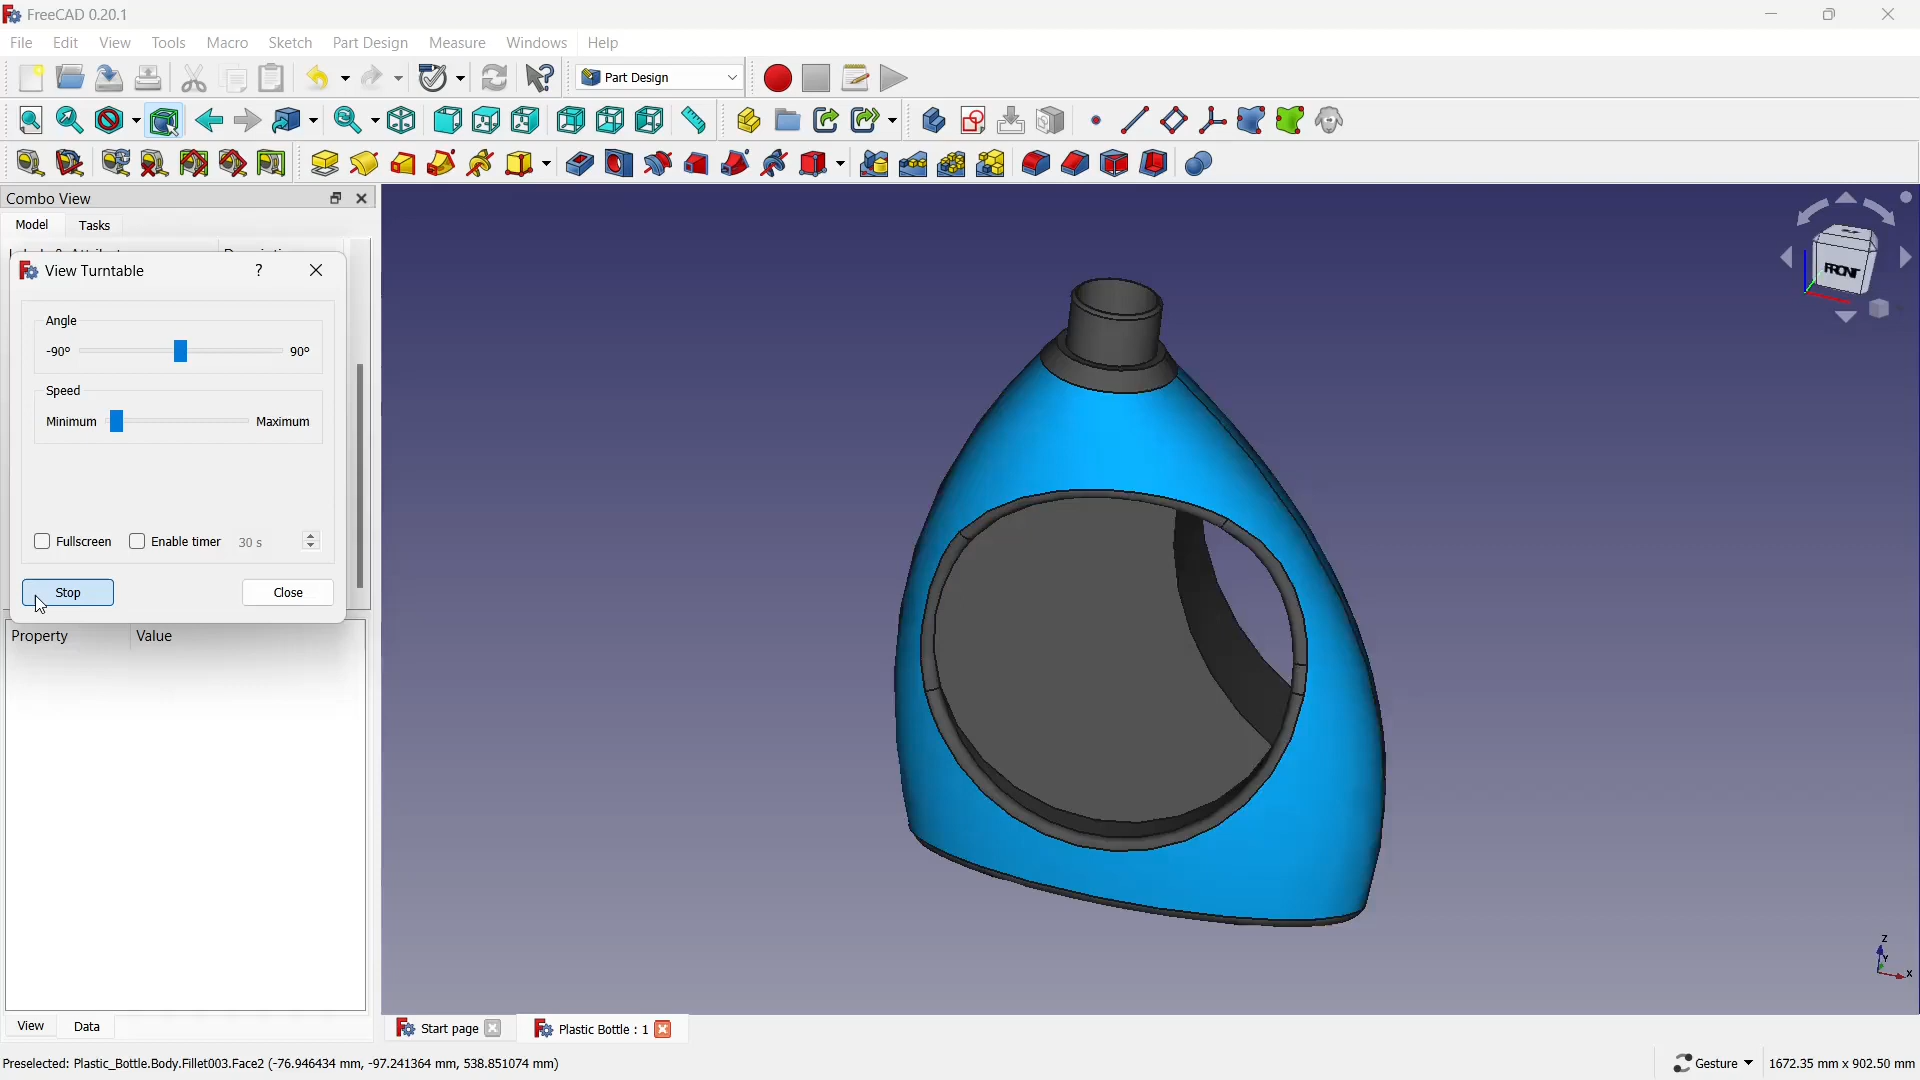 FreeCAD 0.20.1
File Edit View Tools Macro Sketch Part Design Measure Windows Help
Part Design
Combo View
Model Tasks
View Turntable ?
Angle
-90º 90º
Speed
Minimum Maximum
Fullscreen Enable timer 30 s
Stop Close
Property Value
FRONT
Z
Y
X
View Data
Start page Plastic Bottle : 1
Preselected: Plastic_Bottle.Body.Fillet003.Face2 (-76.946434 mm, -97.241364 mm, 538.851074 mm) Gesture 1672.35 mm x 902.50 mm